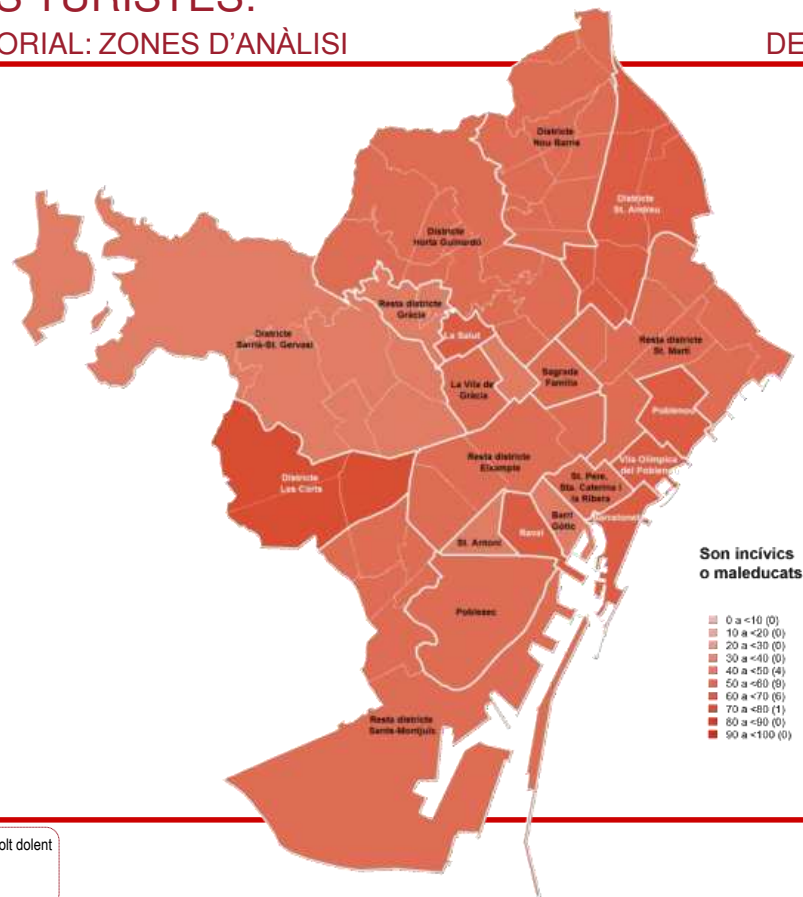 S TURISTES:
ORIAL: ZONES D'ANÀLISI
DE
Districte
Nou Barris
Districte
St. Andreu
Districte
Horta Guinardó
Resta districte
Gràcia
La Salut
Districte
Sarrià-St. Gervasi
Resta districte
St. Martí
La Vila de
Gràcia
Sagrada
Família
Poblenou
Resta districte
Eixample
Vila Olímpica
del Poblenou
St. Pere,
Sta. Caterina i
la Ribera
Districte
Les Corts
Barri
Gòtic
Barceloneta
Raval
St. Antoni
Poblesec
Resta districte
Sants-Montjuïc
Son incívics
o maleducats
0 a <10 (0)
10 a <20 (0)
20 a <30 (0)
30 a <40 (0)
40 a <50 (4)
50 a <60 (9)
60 a <70 (6)
70 a <80 (1)
80 a <90 (0)
90 a <100 (0)
olt dolent